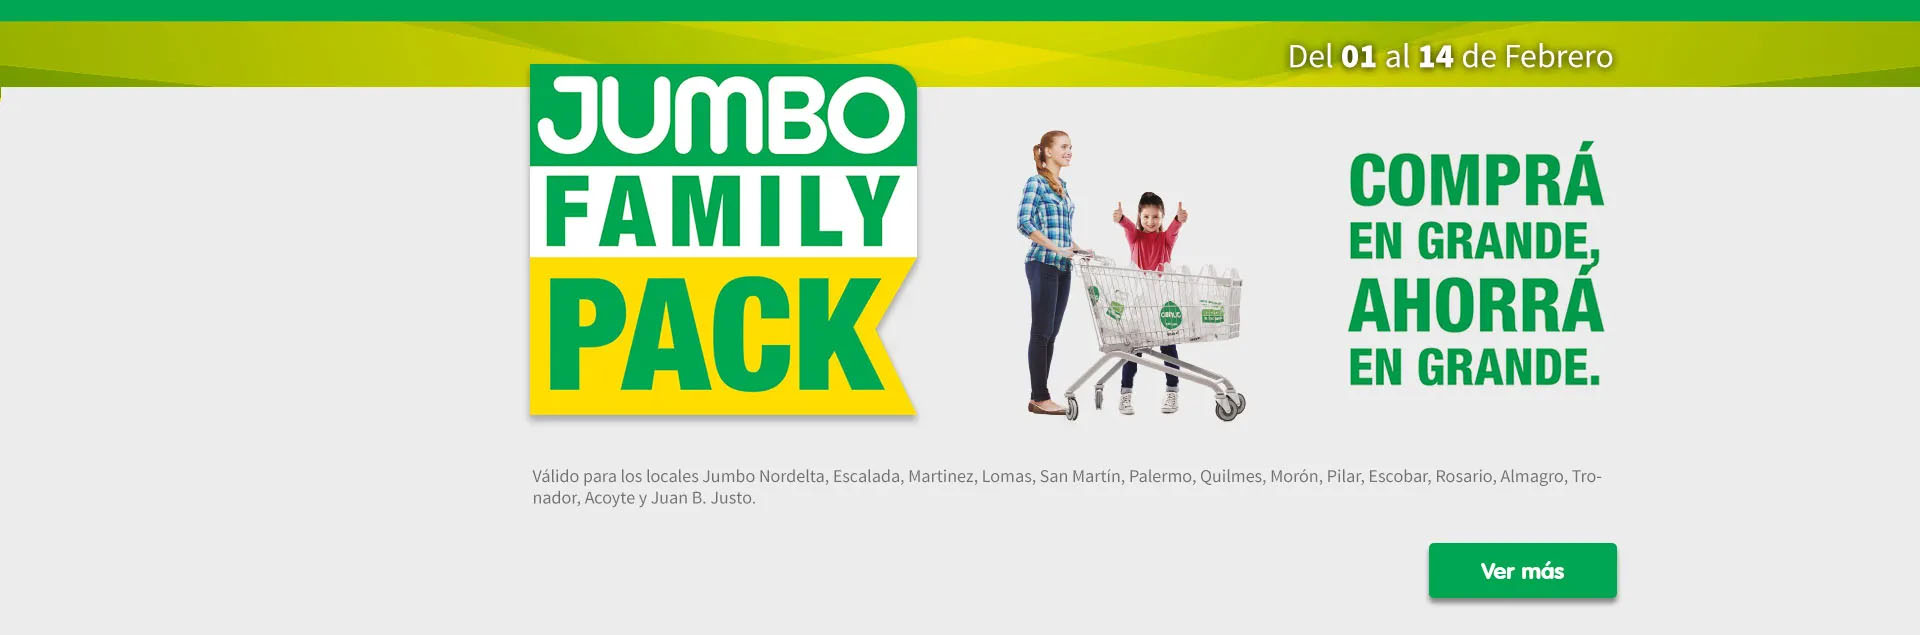 Del 01 al 14 de Febrero
JUMBO
FAMILY
PACK
COMPRÁ
EN GRANDE,
AHORRÁ
EN GRANDE.
Válido para los locales Jumbo Nordelta, Escalada, Martinez, Lomas, San Martín, Palermo, Quilmes, Morón, Pilar, Escobar, Rosario, Almagro, Tro-
nador, Acoyte y Juan B. Justo.
Ver más